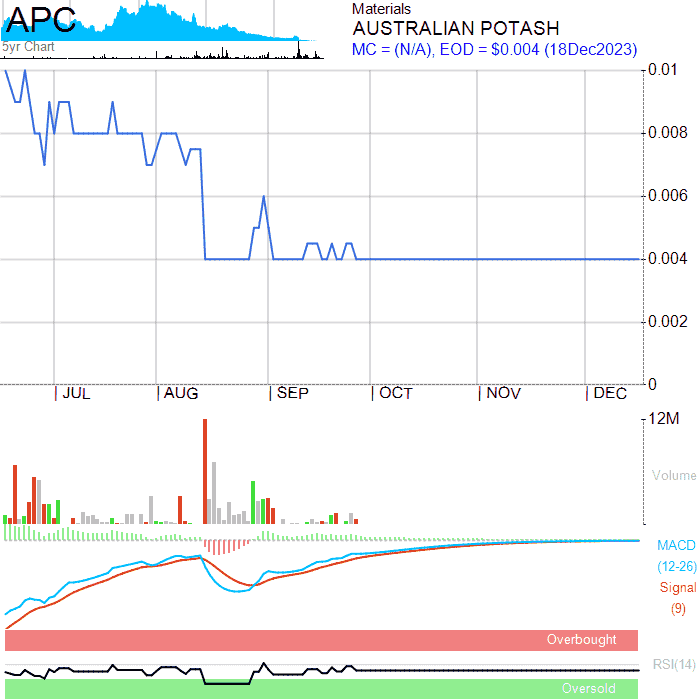 APC
5yr Chart
Materials
AUSTRALIAN POTASH
MC = (N/A), EOD = $0.004 (18Dec2023)
0.01
0.008
0.006
0.004
0.002
0
JUL AUG SEP OCT NOV DEC
12M
Volume
MACD
(12-26)
Signal
(9)
Overbought
RSI(14)
Oversold